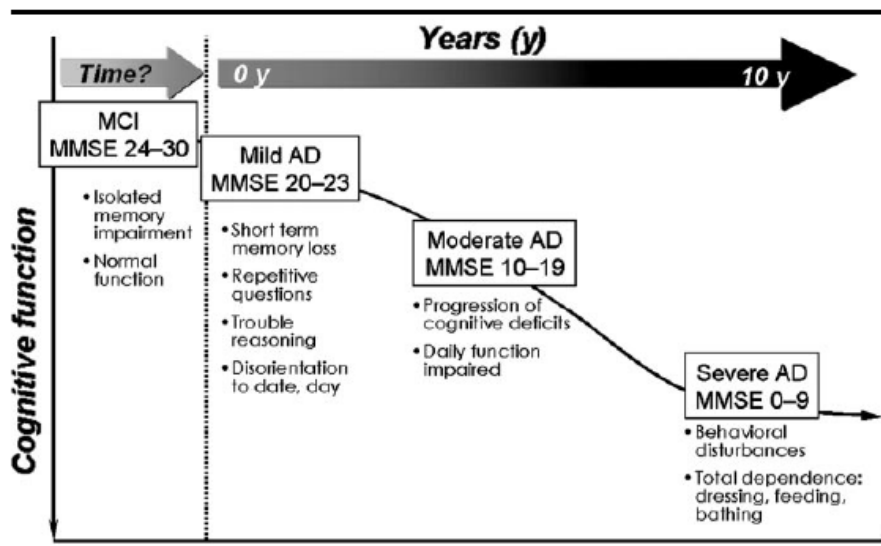 Years (y)
Time?
0 y
10 y
MCI
MMSE 24–30
• Isolated
memory
impairment
• Normal
function
Mild AD
MMSE 20–23
• Short term
memory loss
• Repetitive
questions
• Trouble
reasoning
• Disorientation
to date, day
Moderate AD
MMSE 10–19
• Progression of
cognitive deficits
• Daily function
impaired
Severe AD
MMSE 0–9
• Behavioral
disturbances
• Total dependence:
dressing, feeding,
bathing
Cognitive function